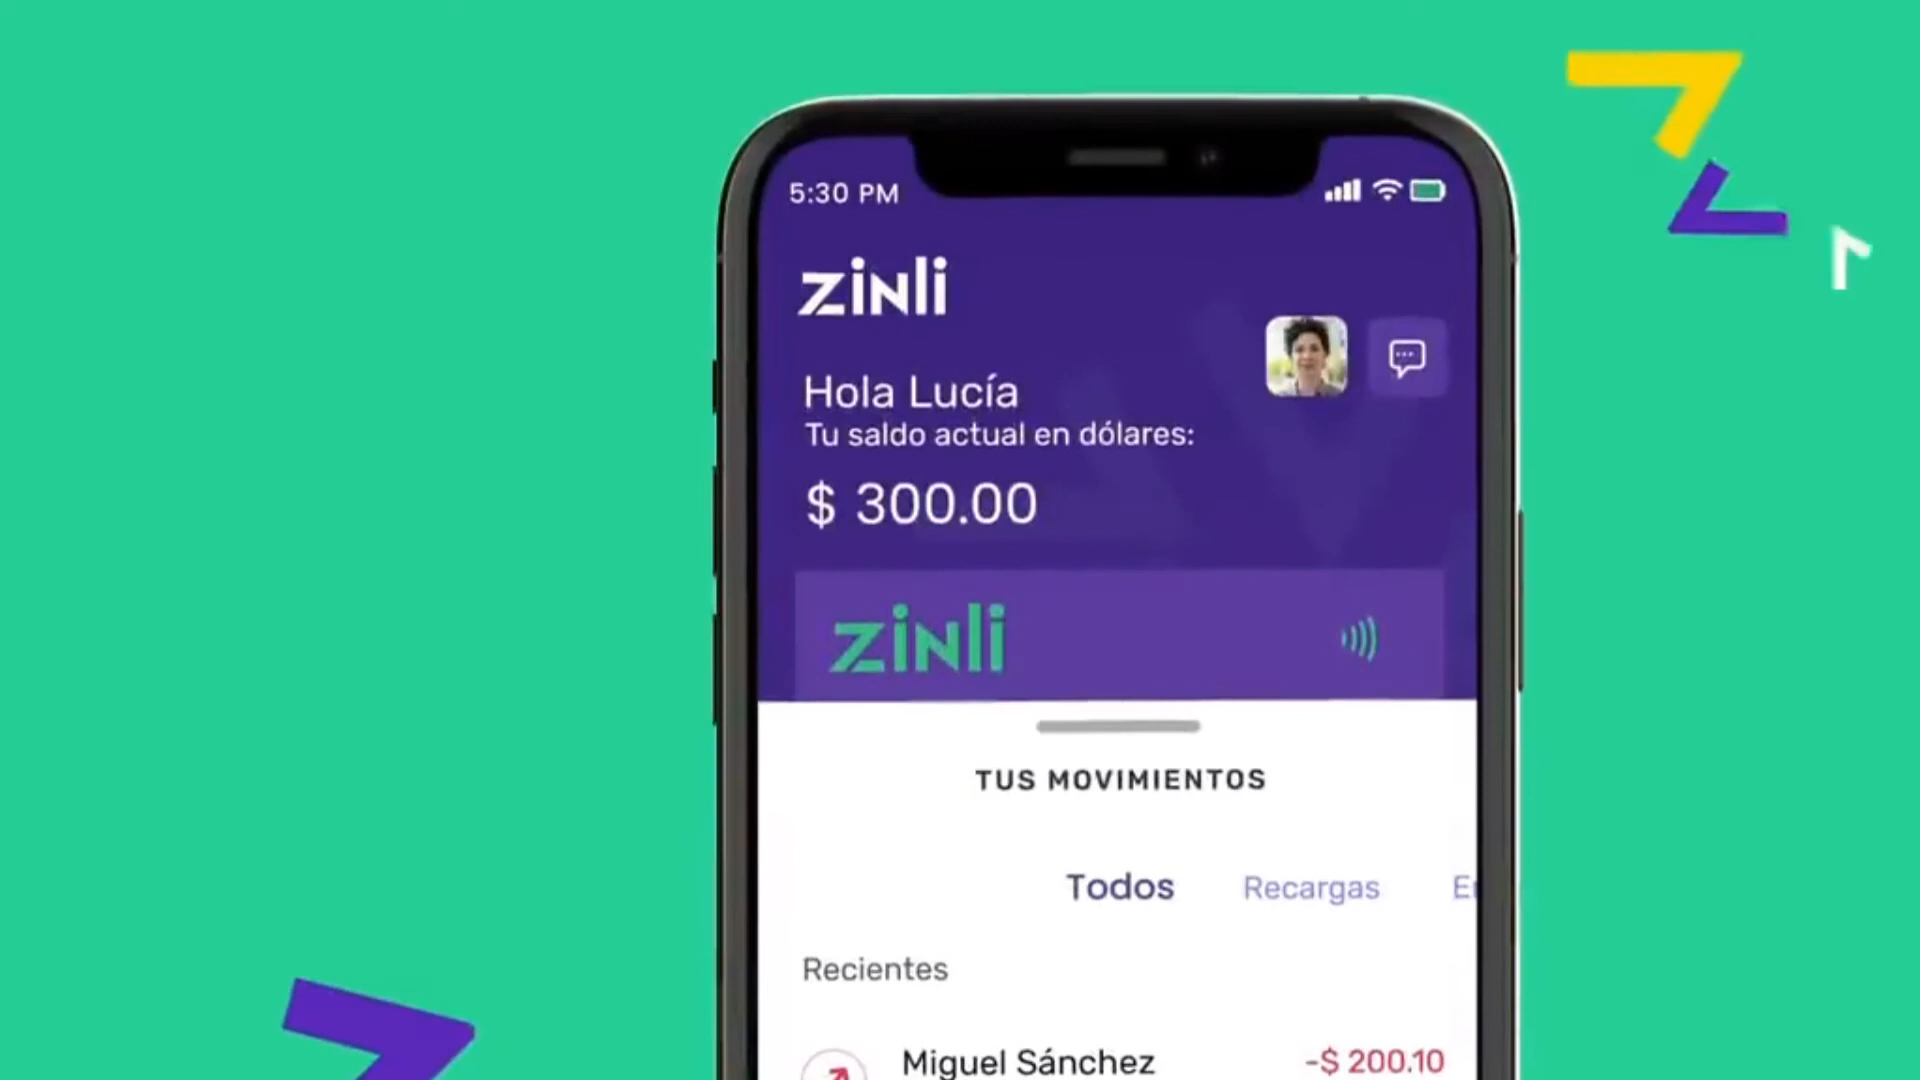 5:30 PM
zinli
Hola Lucía
Tu saldo actual en dólares:
$ 300.00
zinli
TUS MOVIMIENTOS
Todos Recargas
Recientes
Miguel Sánchez -$ 200.10